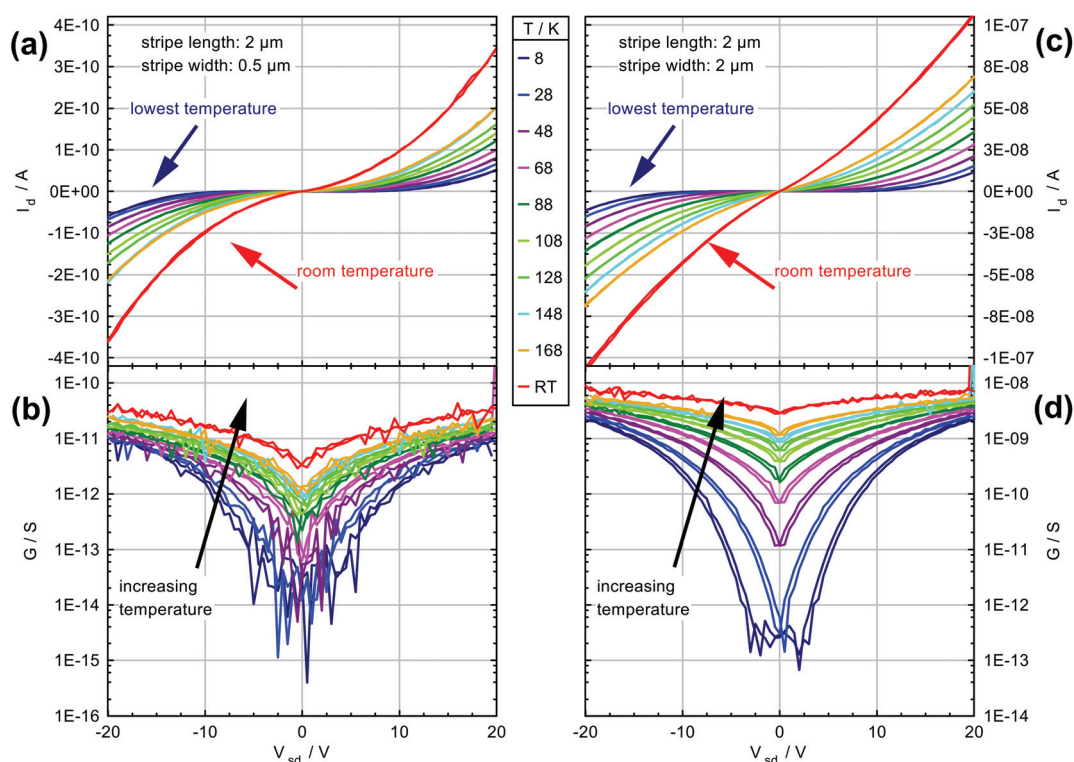 (a)
stripe length: 2 µm
stripe width: 0.5 µm
lowest temperature
room temperature
4E-10
3E-10
2E-10
1E-10
0E+00
-1E-10
-2E-10
-3E-10
-4E-10
I_d / A
T / K
8
28
48
68
88
108
128
148
168
RT
(c)
stripe length: 2 µm
stripe width: 2 µm
lowest temperature
room temperature
1E-07
8E-08
5E-08
3E-08
0E+00
-3E-08
-5E-08
-8E-08
-1E-07
I_d / A
(b)
increasing
temperature
1E-10
1E-11
1E-12
1E-13
1E-14
1E-15
1E-16
G / S
-20
-10
0
10
20
V_sd / V
(d)
increasing
temperature
1E-08
1E-09
1E-10
1E-11
1E-12
1E-13
1E-14
G / S
-20
-10
0
10
20
V_sd / V